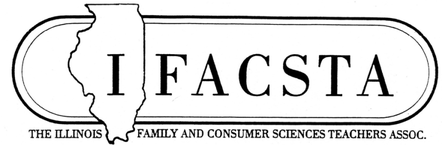 I FACSTA
THE ILLINOIS FAMILY AND CONSUMER SCIENCES TEACHERS ASSOC.